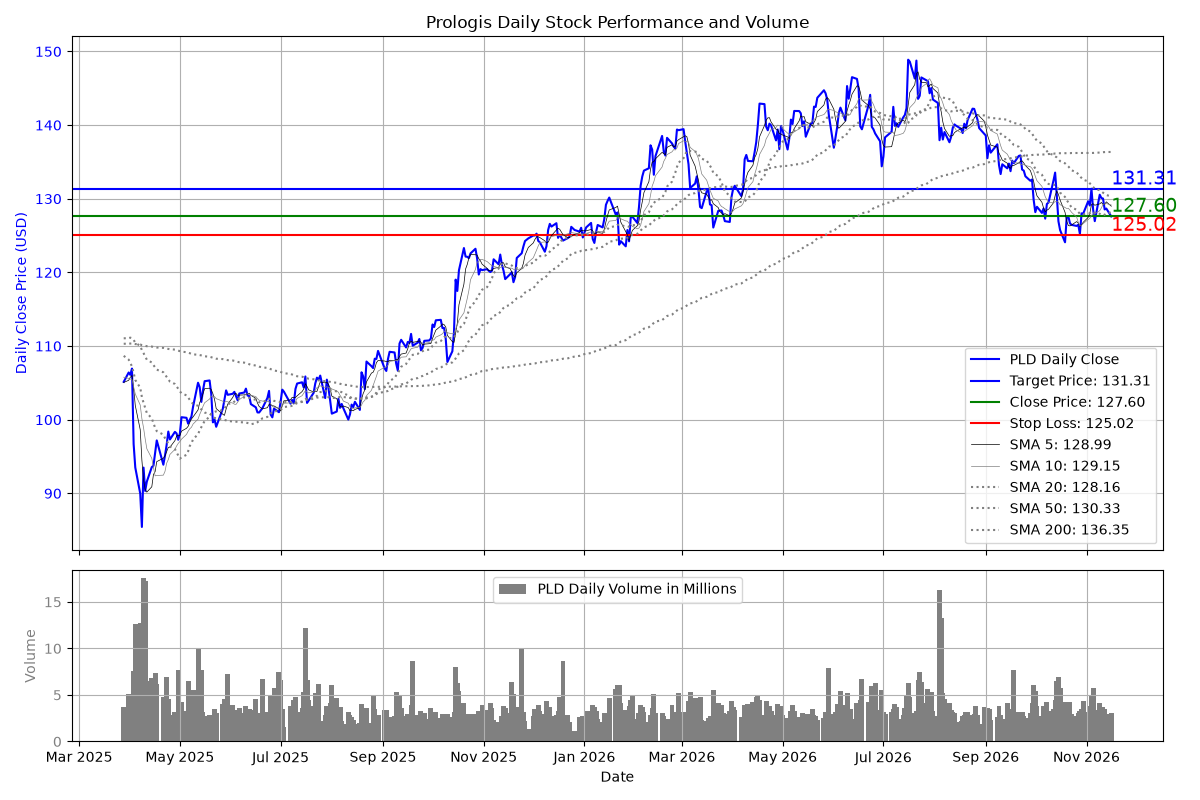 Prologis Daily Stock Performance and Volume
150
140
130
120
110
100
90
Daily Close Price (USD)
131.31
127.60
125.02
PLD Daily Close
Target Price: 131.31
Close Price: 127.60
Stop Loss: 125.02
SMA 5: 128.99
SMA 10: 129.15
SMA 20: 128.16
SMA 50: 130.33
SMA 200: 136.35
PLD Daily Volume in Millions
15
10
5
0
Volume
Mar 2025 May 2025 Jul 2025 Sep 2025 Nov 2025 Jan 2026 Mar 2026 May 2026 Jul 2026 Sep 2026 Nov 2026
Date